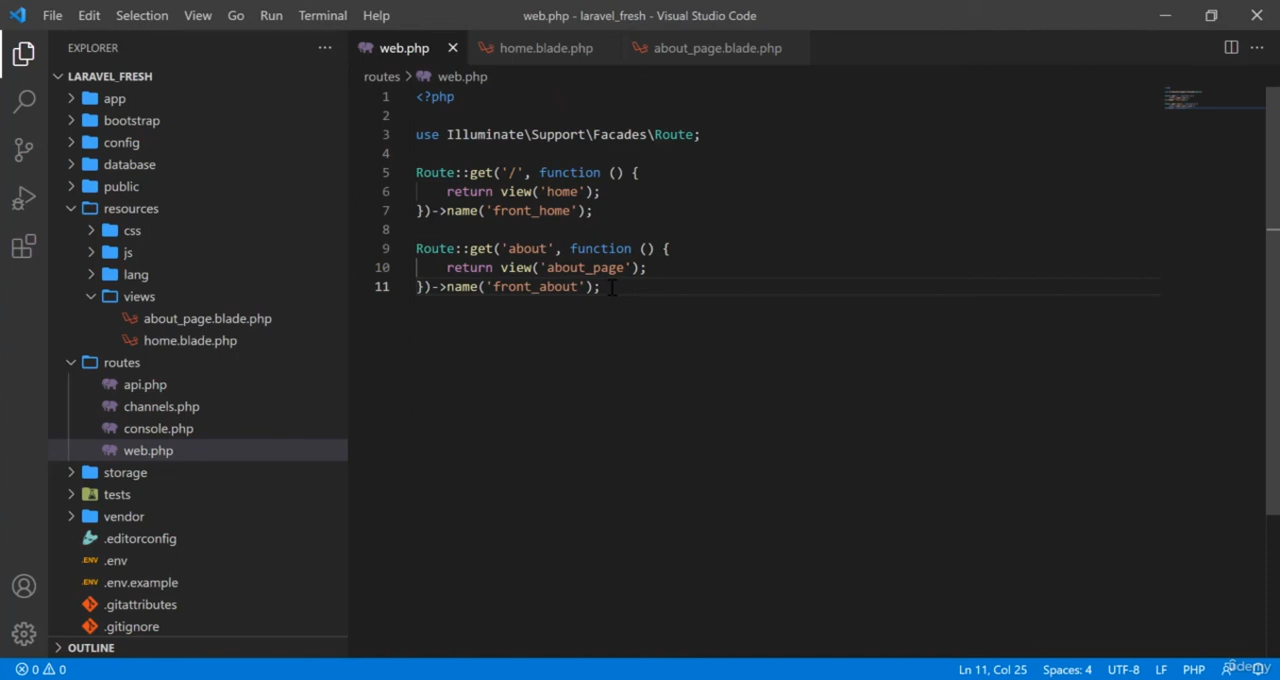 File Edit Selection View Go Run Terminal Help
web.php - laravel_fresh - Visual Studio Code
EXPLORER
LARAVEL_FRESH
app
bootstrap
config
database
public
resources
css
js
lang
views
about_page.blade.php
home.blade.php
routes
api.php
channels.php
console.php
web.php
storage
tests
vendor
.editorconfig
.ENV .env
.ENV .env.example
.gitattributes
.gitignore
OUTLINE
web.php home.blade.php about_page.blade.php
routes > web.php
1 <?php
2
3 use Illuminate\Support\Facades\Route;
4
5 Route::get('/', function () {
6     return view('home');
7 })->name('front_home');
8
9 Route::get('about', function () {
10     return view('about_page');
11 })->name('front_about');
0 0 Ln 11, Col 25 Spaces: 4 UTF-8 LF PHP
ûdemy